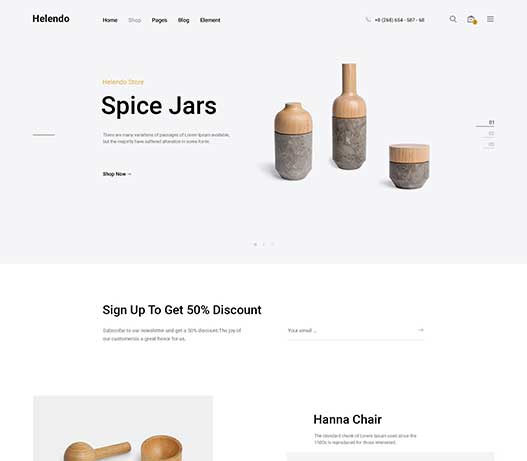 Helendo
Home Shop Pages Blog Element
+8 (268) 654 - 587 - 68
Helendo Store
Spice Jars
There are many variations of passages of Lorem Ipsum available,
but the majority have suffered alteration in some form.
Shop Now →
01
02
03
Sign Up To Get 50% Discount
Subscribe to our newsletter and get a 50% discount.The joy of
our customers is a great honor for us.
Your email ...
Hanna Chair
The standard chunk of Lorem Ipsum used since the
1500s is reproduced for those interested.